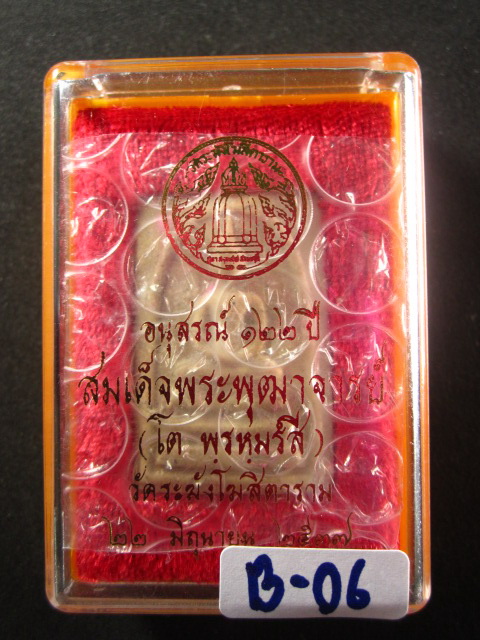 อนุสรณ์ ๑๒๒ ปี
สมเด็จพระพุฒาจารย์
(โต พรหมรํสี)
วัดระฆังโฆสิตาราม
๒๒ มิถุนายน ๒๕๓๗
B-06